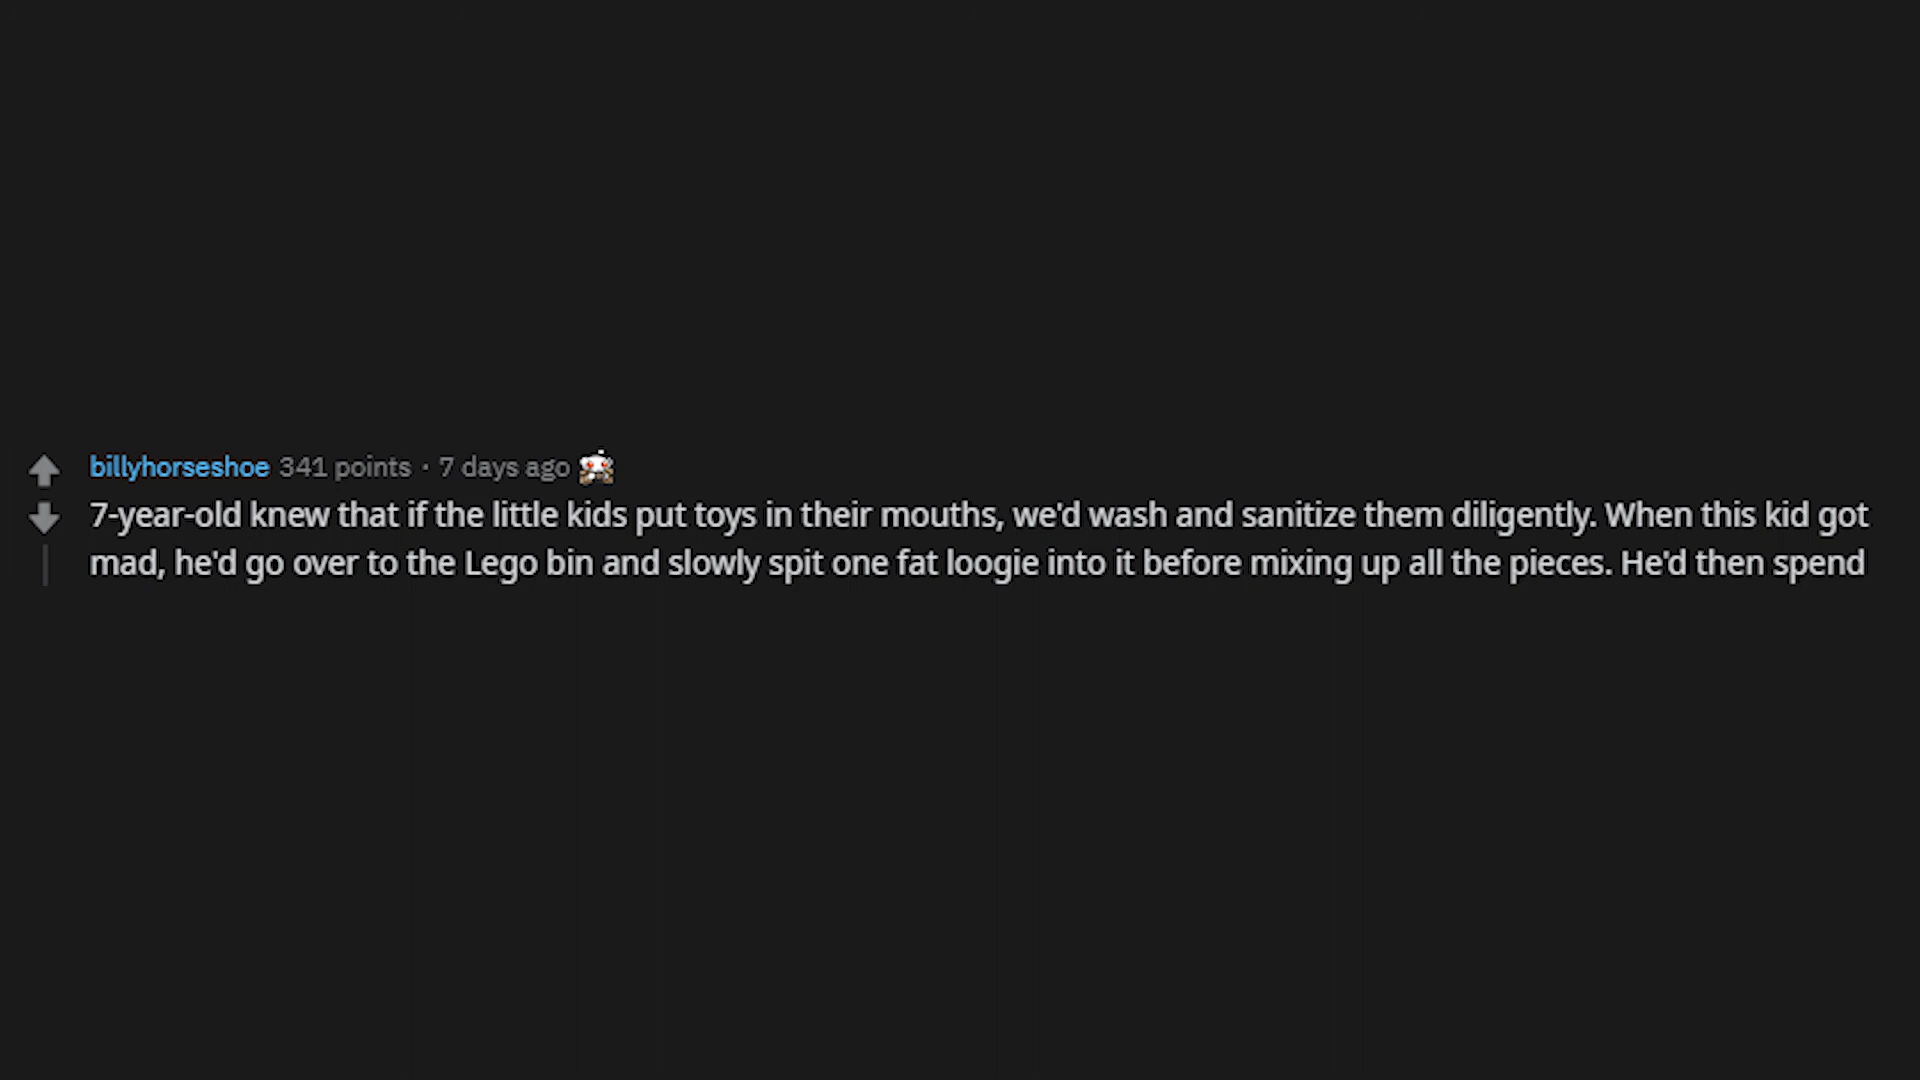 billyhorseshoe 341 points · 7 days ago
7-year-old knew that if the little kids put toys in their mouths, we'd wash and sanitize them diligently. When this kid got
mad, he'd go over to the Lego bin and slowly spit one fat loogie into it before mixing up all the pieces. He'd then spend